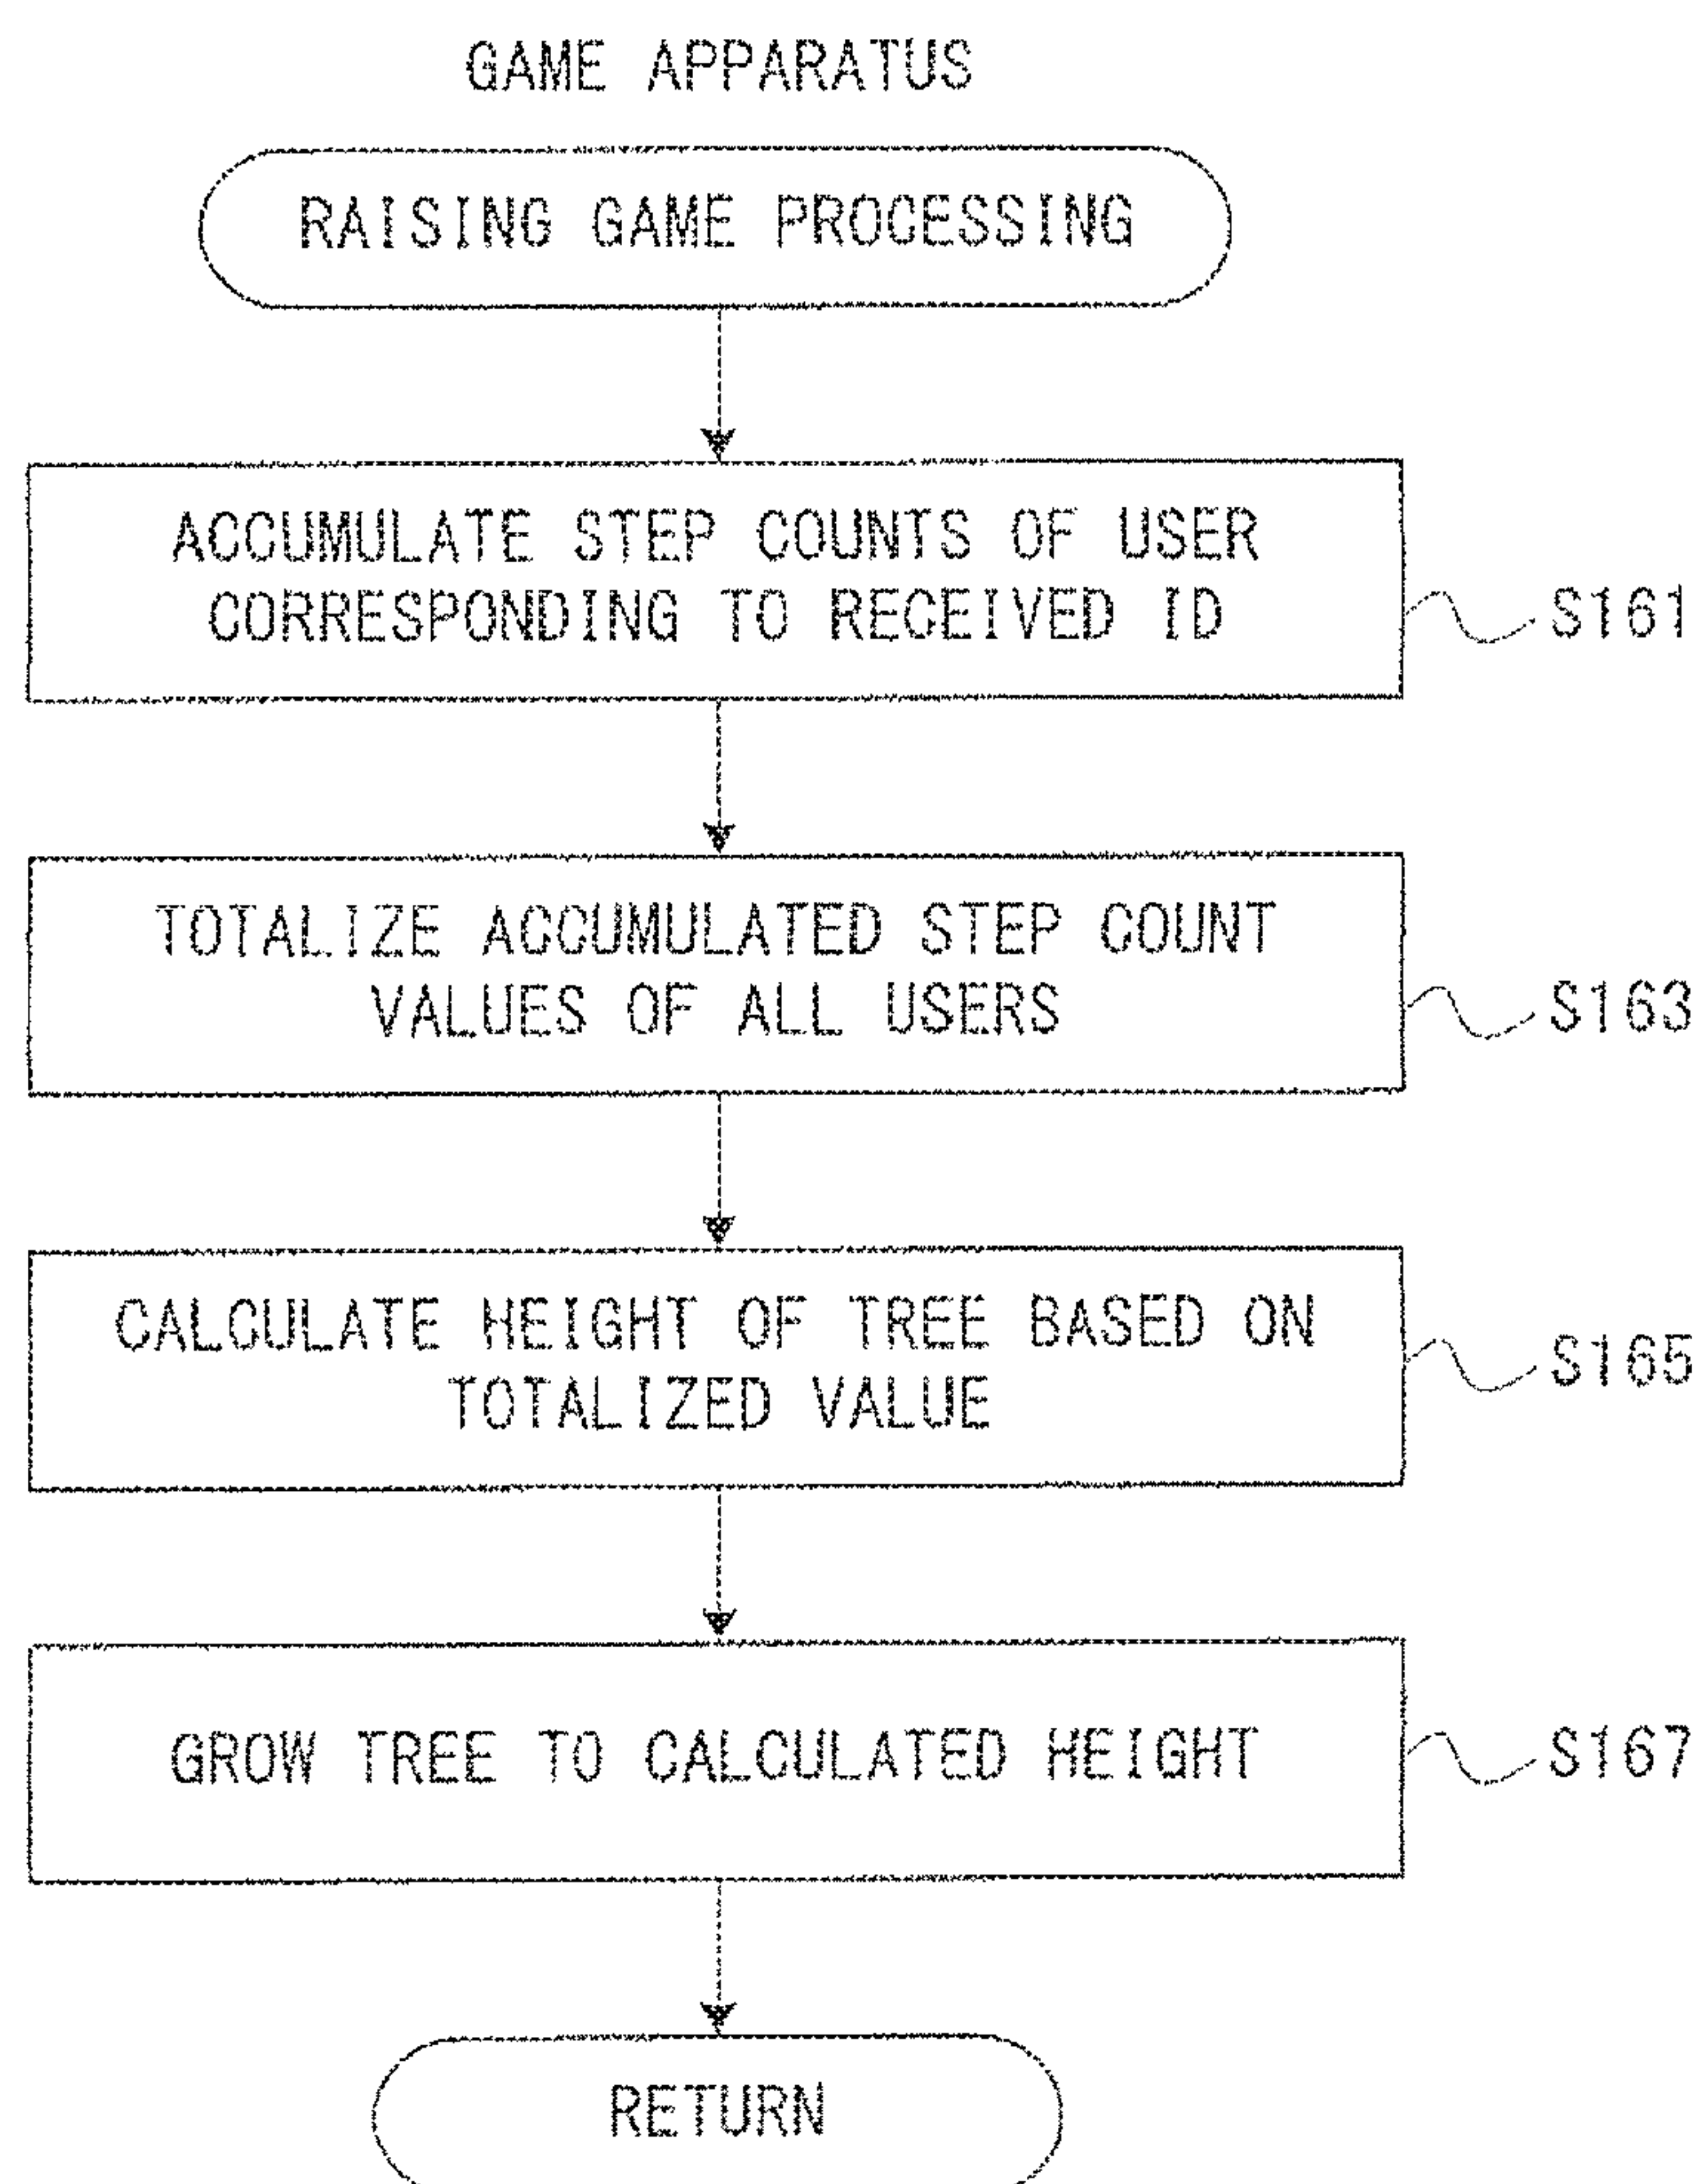 GAME APPARATUS
RAISING GAME PROCESSING
ACCUMULATE STEP COUNTS OF USER
CORRESPONDING TO RECEIVED ID
S161
TOTALIZE ACCUMULATED STEP COUNT
VALUES OF ALL USERS
S163
CALCULATE HEIGHT OF TREE BASED ON
TOTALIZED VALUE
S165
GROW TREE TO CALCULATED HEIGHT
S167
RETURN